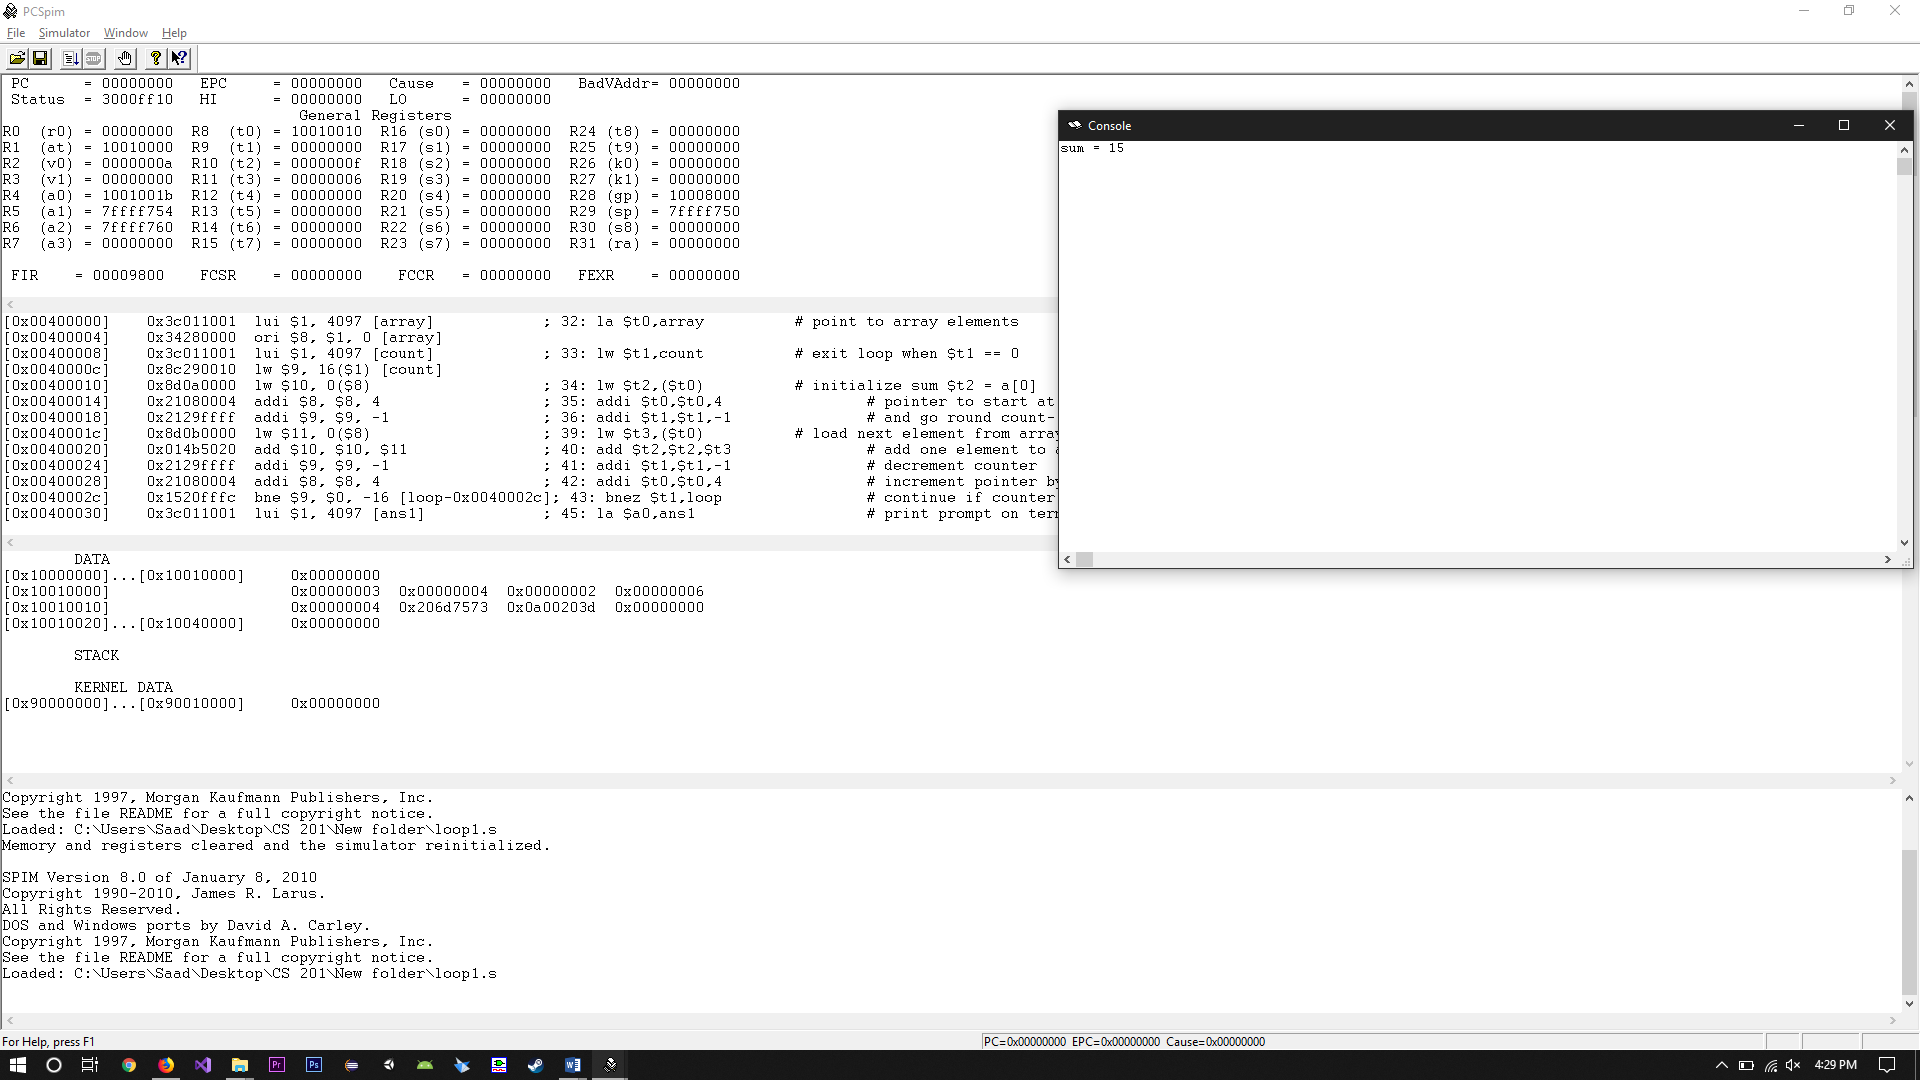 PCSpim
File Simulator Window Help
PC = 00000000 EPC = 00000000 Cause = 00000000 BadVAddr= 00000000
Status = 3000ff10 HI = 00000000 LO = 00000000
General Registers
R0 (r0) = 00000000 R8 (t0) = 10010010 R16 (s0) = 00000000 R24 (t8) = 00000000
R1 (at) = 10010000 R9 (t1) = 00000000 R17 (s1) = 00000000 R25 (t9) = 00000000
R2 (v0) = 0000000a R10 (t2) = 0000000f R18 (s2) = 00000000 R26 (k0) = 00000000
R3 (v1) = 00000000 R11 (t3) = 00000006 R19 (s3) = 00000000 R27 (k1) = 00000000
R4 (a0) = 1001001b R12 (t4) = 00000000 R20 (s4) = 00000000 R28 (gp) = 10008000
R5 (a1) = 7ffff754 R13 (t5) = 00000000 R21 (s5) = 00000000 R29 (sp) = 7ffff750
R6 (a2) = 7ffff760 R14 (t6) = 00000000 R22 (s6) = 00000000 R30 (s8) = 00000000
R7 (a3) = 00000000 R15 (t7) = 00000000 R23 (s7) = 00000000 R31 (ra) = 00000000
FIR = 00009800 FCSR = 00000000 FCCR = 00000000 FEXR = 00000000
[0x00400000] 0x3c011001 lui $1, 4097 [array] ; 32: la $t0,array # point to array elements
[0x00400004] 0x34280000 ori $8, $1, 0 [array]
[0x00400008] 0x3c011001 lui $1, 4097 [count] ; 33: lw $t1,count # exit loop when $t1 == 0
[0x0040000c] 0x8c290010 lw $9, 16($1) [count]
[0x00400010] 0x8d0a0000 lw $10, 0($8) ; 34: lw $t2,($t0) # initialize sum $t2 = a[0]
[0x00400014] 0x21080004 addi $8, $8, 4 ; 35: addi $t0,$t0,4 # pointer to start at
[0x00400018] 0x2129ffff addi $9, $9, -1 ; 36: addi $t1,$t1,-1 # and go round count-
[0x0040001c] 0x8d0b0000 lw $11, 0($8) ; 39: lw $t3,($t0) # load next element from array
[0x00400020] 0x014b5020 add $10, $10, $11 ; 40: add $t2,$t2,$t3 # add one element to
[0x00400024] 0x2129ffff addi $9, $9, -1 ; 41: addi $t1,$t1,-1 # decrement counter
[0x00400028] 0x21080004 addi $8, $8, 4 ; 42: addi $t0,$t0,4 # increment pointer by
[0x0040002c] 0x1520fffc bne $9, $0, -16 [loop-0x0040002c]; 43: bnez $t1,loop # continue if counter
[0x00400030] 0x3c011001 lui $1, 4097 [ans1] ; 45: la $a0,ans1 # print prompt on
DATA
[0x10000000]...[0x10010000] 0x00000000
[0x10010000] 0x00000003 0x00000004 0x00000002 0x00000006
[0x10010010] 0x00000004 0x206d7573 0x0a00203d 0x00000000
[0x10010020]...[0x10040000] 0x00000000
STACK
KERNEL DATA
[0x90000000]...[0x90010000] 0x00000000
Copyright 1997, Morgan Kaufmann Publishers, Inc.
See the file README for a full copyright notice.
Loaded: C:\Users\Saad\Desktop\CS 201\New folder\loop1.s
Memory and registers cleared and the simulator reinitialized.
SPIM Version 8.0 of January 8, 2010
Copyright 1990-2010, James R. Larus.
All Rights Reserved.
DOS and Windows ports by David A. Carley.
Copyright 1997, Morgan Kaufmann Publishers, Inc.
See the file README for a full copyright notice.
Loaded: C:\Users\Saad\Desktop\CS 201\New folder\loop1.s
Console
sum = 15
For Help, press F1
PC=0x00000000 EPC=0x00000000 Cause=0x00000000
Pr
Ps
4:29 PM